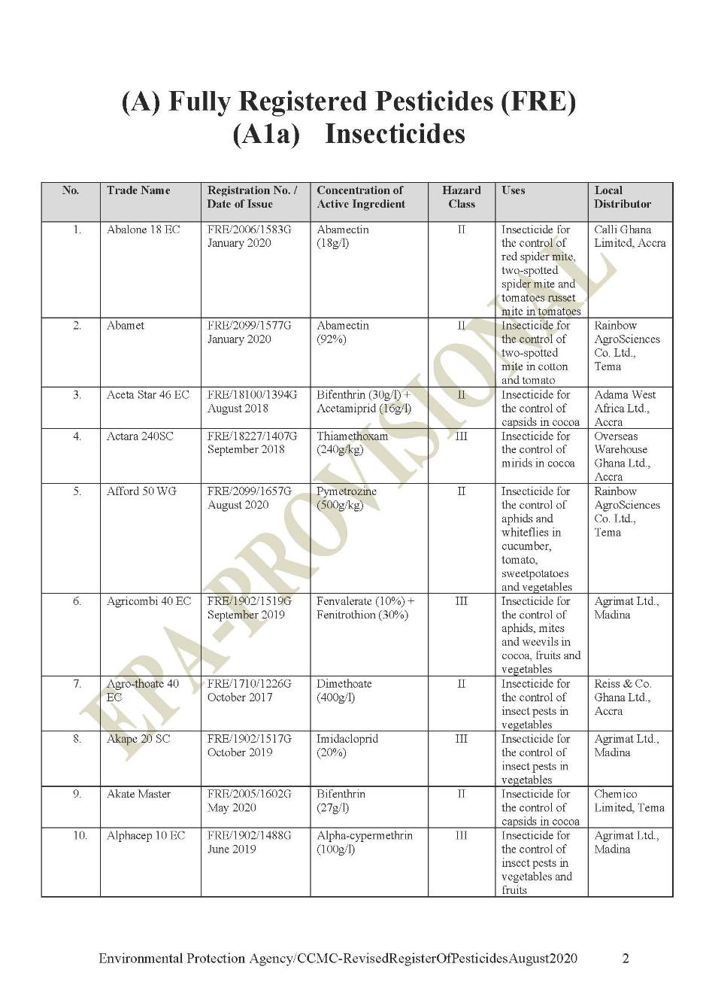 (A) Fully Registered Pesticides (FRE)
(A1a) Insecticides
No. Trade Name Registration No. / Concentration of Hazard Uses Local
Date of Issue Active Ingredient Class Distributor
1. Abalone 18 EC FRE/2006/1583G Abamectin II Insecticide for Calli Ghana
January 2020 (18g/l) the control of Limited, Accra
red spider mite,
two-spotted
spider mite and
tomatoes russet
mite in tomatoes
2. Abamet FRE/2099/1577G Abamectin II Insecticide for Rainbow
January 2020 (92%) the control of AgroSciences
two-spotted Co. Ltd.,
mite in cotton Tema
and tomato
3. Aceta Star 46 EC FRE/18100/1394G Bifenthrin (30g/l) + II Insecticide for Adama West
August 2018 Acetamiprid (16g/l) the control of Africa Ltd.,
capsids in cocoa Accra
4. Actara 240SC FRE/18227/1407G Thiamethoxam III Insecticide for Overseas
September 2018 (240g/kg) the control of Warehouse
mirids in cocoa Ghana Ltd.,
Accra
5. Afford 50 WG FRE/2099/1657G Pymetrozine II Insecticide for Rainbow
August 2020 (500g/kg) the control of AgroSciences
aphids and Co. Ltd.,
whiteflies in Tema
cucumber,
tomato,
sweetpotatoes
and vegetables
6. Agricombi 40 EC FRE/1902/1519G Fenvalerate (10%) + III Insecticide for Agrimat Ltd.,
September 2019 Fenitrothion (30%) the control of Madina
aphids, mites
and weevils in
cocoa, fruits and
vegetables
7. Agro-thoate 40 FRE/1710/1226G Dimethoate II Insecticide for Reiss & Co.
EC October 2017 (400g/l) the control of Ghana Ltd.,
insect pests in Accra
vegetables
8. Akape 20 SC FRE/1902/1517G Imidacloprid III Insecticide for Agrimat Ltd.,
October 2019 (20%) the control of Madina
insect pests in
vegetables
9. Akate Master FRE/2005/1602G Bifenthrin II Insecticide for Chemico
May 2020 (27g/l) the control of Limited, Tema
capsids in cocoa
10. Alphacep 10 EC FRE/1902/1488G Alpha-cypermethrin III Insecticide for Agrimat Ltd.,
June 2019 (100g/l) the control of Madina
insect pests in
vegetables and
fruits
EPA-PROVISIONAL
Environmental Protection Agency/CCMC-RevisedRegisterOfPesticidesAugust2020 2